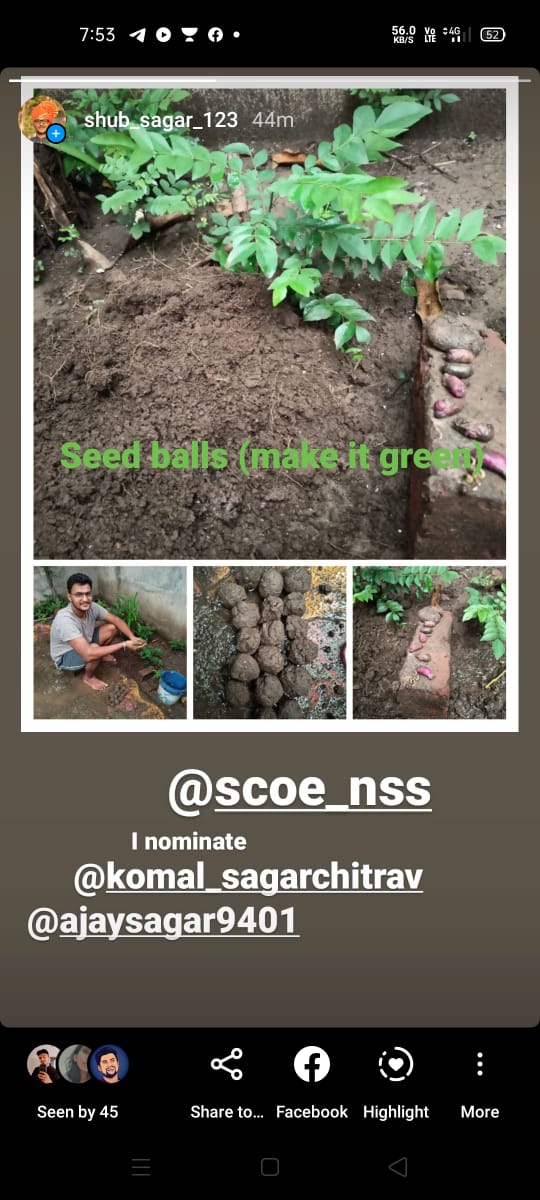 7:53
56.0 KB/S Vo LTE 4G 52
shub_sagar_123 44m
Seed balls (make it green)
@scoe_nss
I nominate
@komal_sagarchitrav
@ajaysagar9401
Seen by 45
Share to... Facebook Highlight More